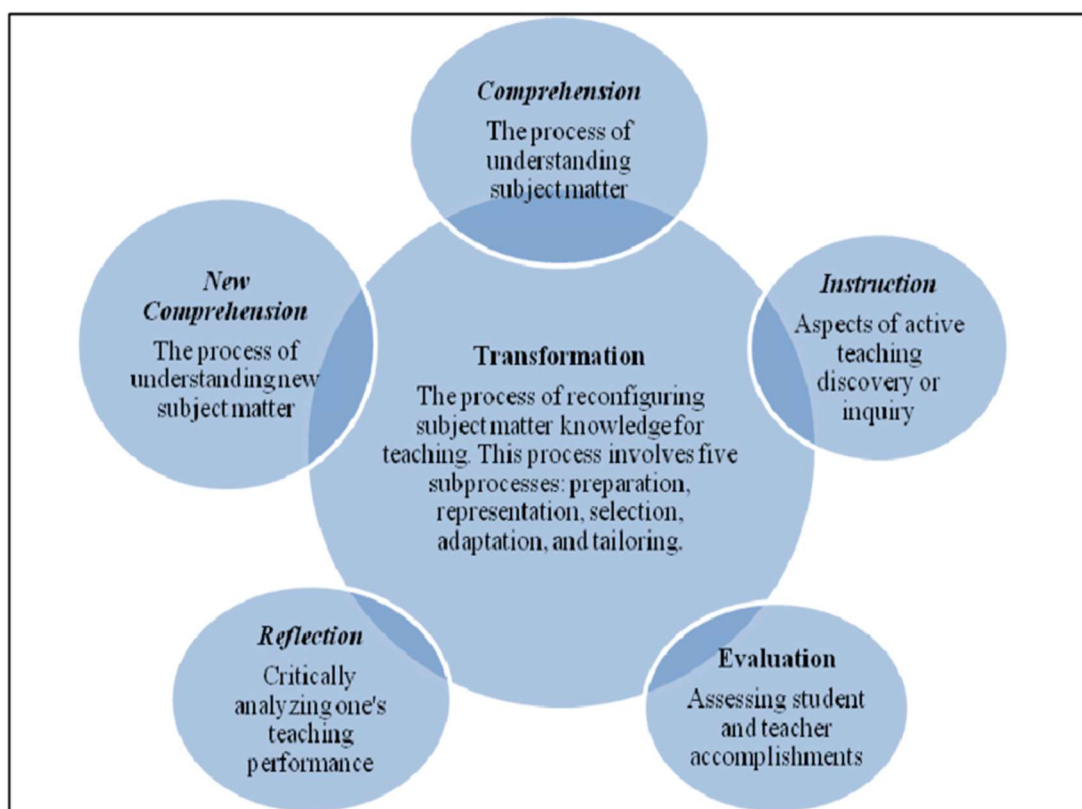 Comprehension
The process of
understanding
subject matter
New
Comprehension
The process of
understanding new
subject matter
Instruction
Aspects of active
teaching
discovery or
inquiry
Transformation
The process of reconfiguring
subject matter knowledge for
teaching. This process involves five
subprocesses: preparation,
representation, selection,
adaptation, and tailoring.
Reflection
Critically
analyzing one's
teaching
performance
Evaluation
Assessing student
and teacher
accomplishments